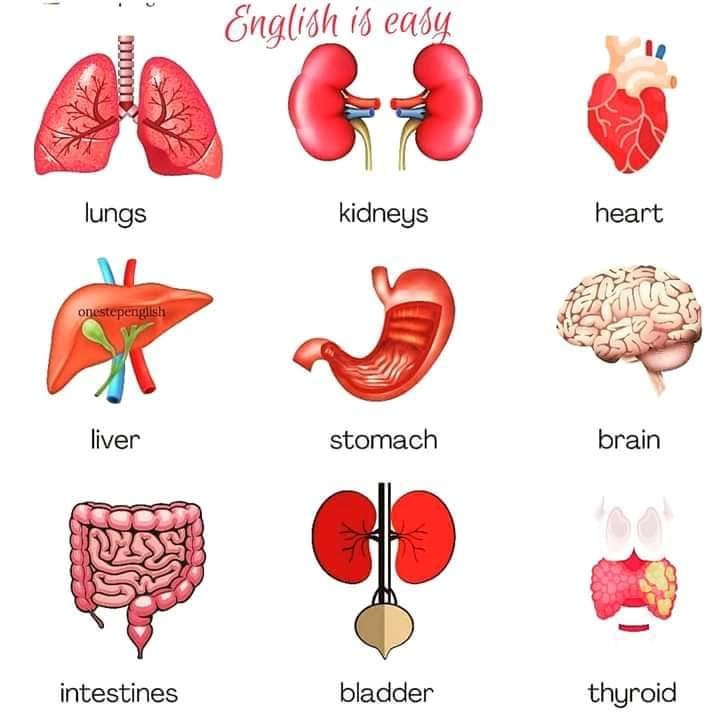 English is easy
lungs
kidneys
heart
onestepenglish
liver
stomach
brain
intestines
bladder
thyroid